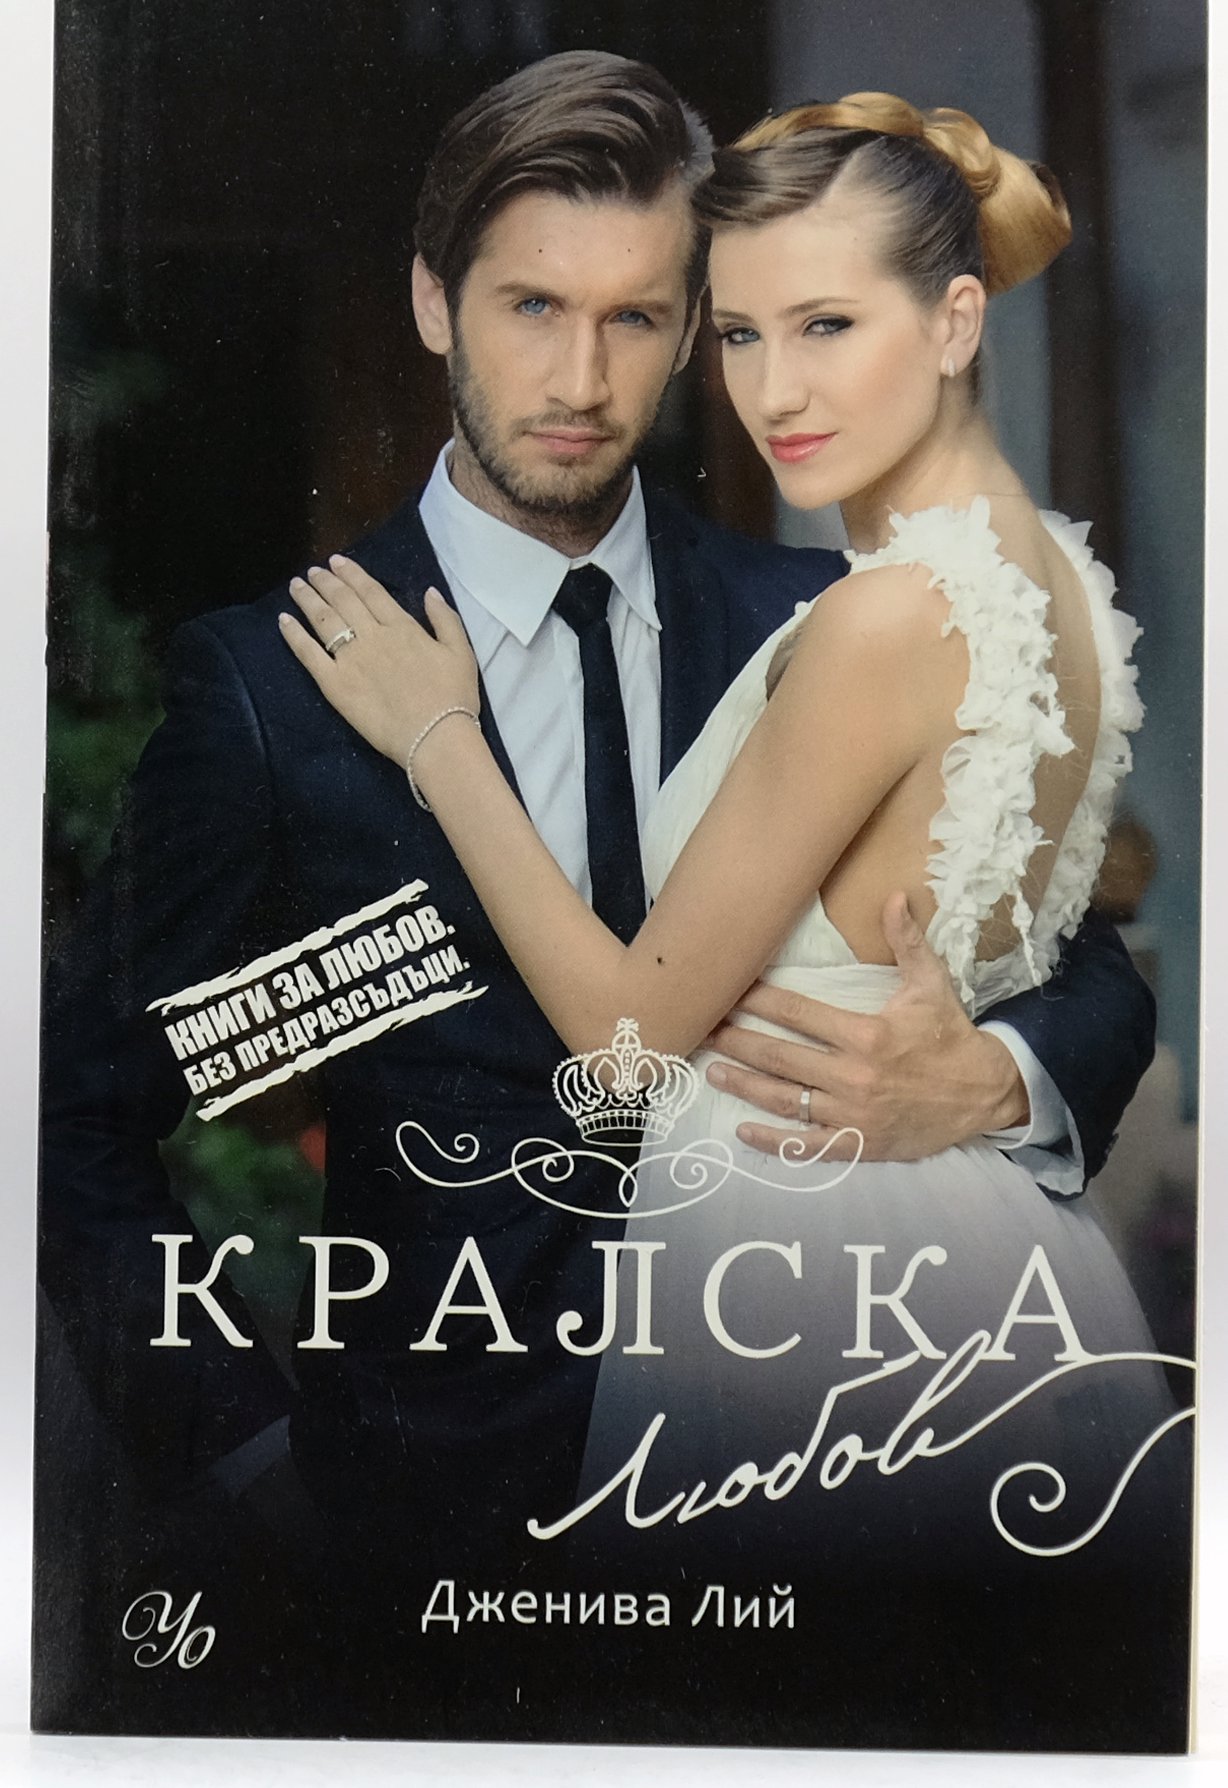 КНИГИ ЗА ЛЮБОВ.
БЕЗ ПРЕДРАЗСЪДЪЦИ.
КРАЛСКА
Любов
Дженива Лий
Уо